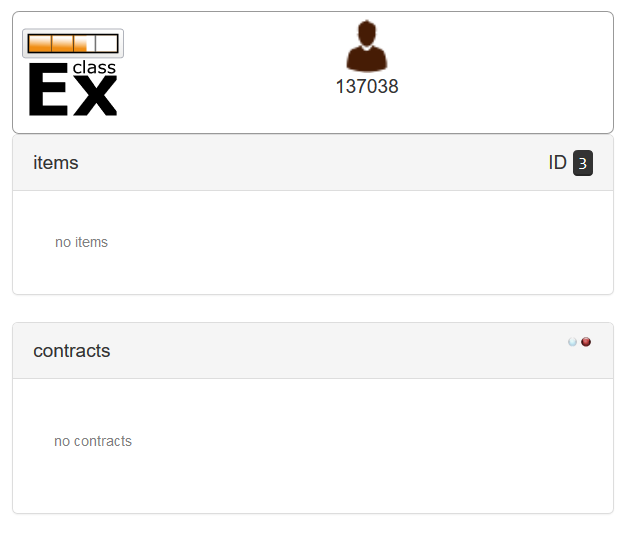 class
Ex
137038
items
ID 3
no items
contracts
no contracts